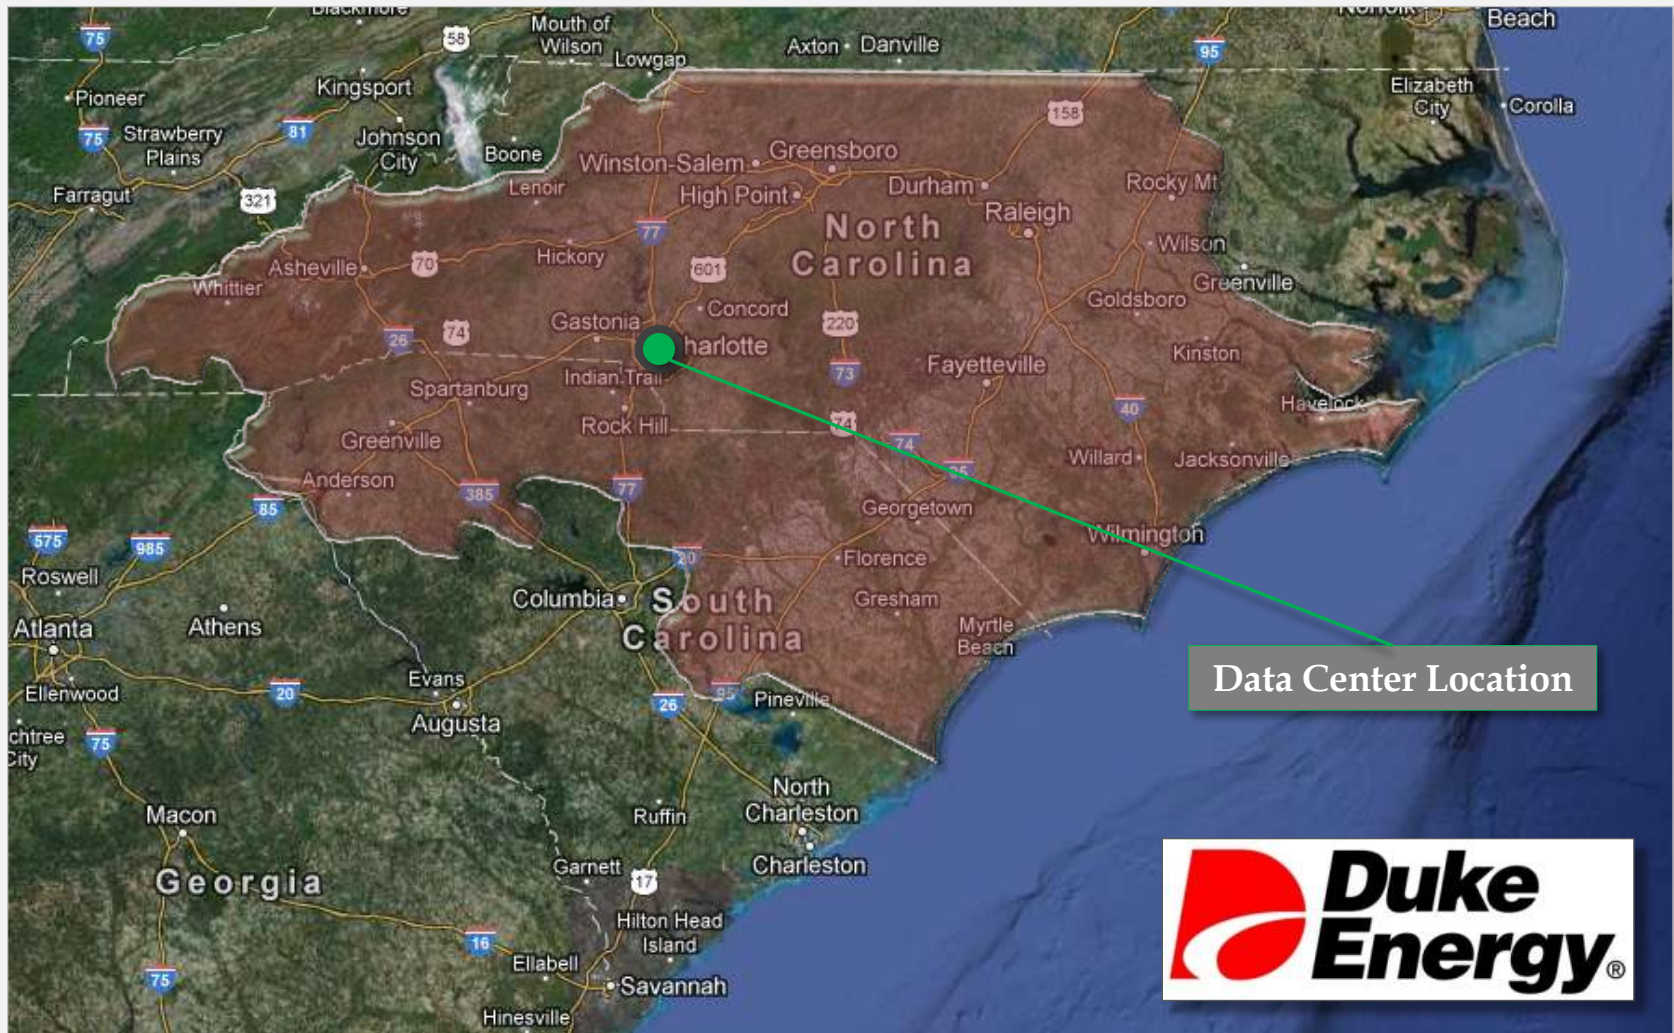 Blackmore
Norfolk
Beach
75
58
Mouth of
Wilson
Axton
Danville
95
Lowgap
Pioneer
Kingsport
Elizabeth
City
Corolla
158
75
Strawberry
Plains
81
Johnson
City
Boone
Winston-Salem
Greensboro
Farragut
321
Lenoir
High Point
Durham
Rocky Mt
Raleigh
77
North
Carolina
Wilson
Asheville
70
Hickory
601
Greenville
Whittier
Goldsboro
Concord
26
74
Gastonia
220
harlotte
Kinston
Fayetteville
Indian Trail
73
Spartanburg
40
Havelock
Rock Hill
74
74
Greenville
Willard
Jacksonville
95
Anderson
385
77
85
Georgetown
575
985
Wilmington
20
Florence
Roswell
Columbia
South
Carolina
Gresham
Atlanta
Athens
Myrtle
Beach
Data Center Location
Ellenwood
20
Evans
95
Pineville
26
Augusta
chtree
City
75
North
Charleston
Macon
Ruffin
Charleston
Garnett
17
Georgia
Duke
Energy®
Hilton Head
Island
16
Ellabell
75
Savannah
Hinesville